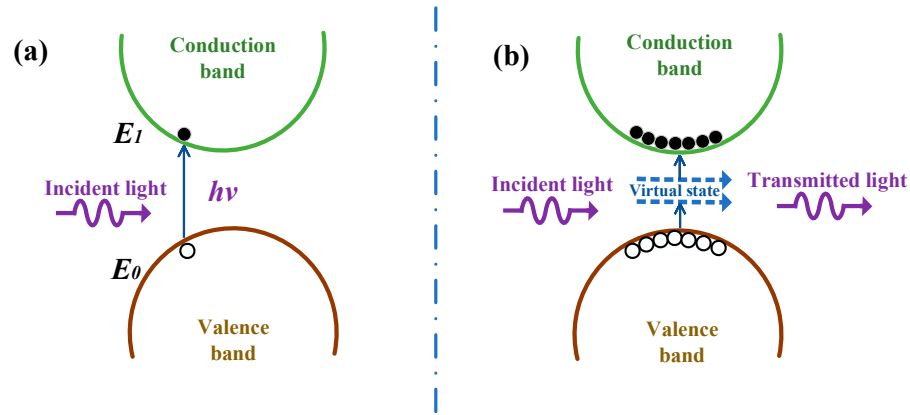 (a)
Conduction
band
E1
Incident light
hν
E0
Valence
band
(b)
Conduction
band
Incident light
Virtual state
Transmitted light
Valence
band